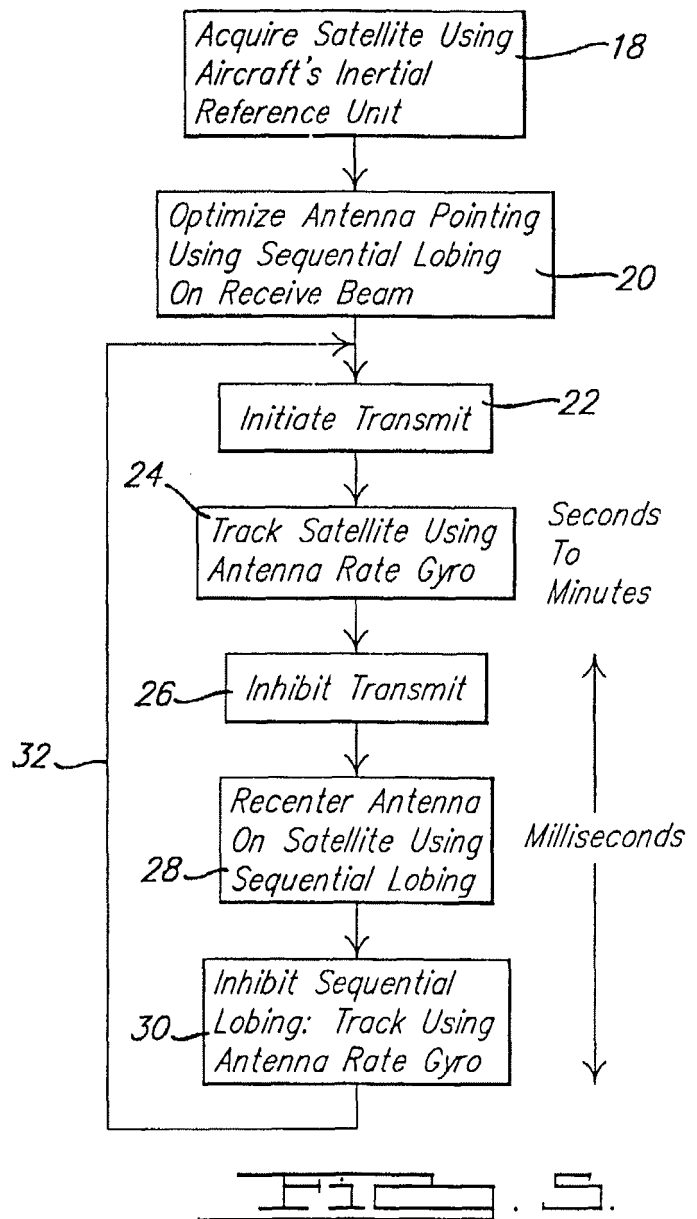 Acquire Satellite Using
Aircraft's Inertial
Reference Unit
18
Optimize Antenna Pointing
Using Sequential Lobing
On Receive Beam
20
Initiate Transmit
22
24
Track Satellite Using
Antenna Rate Gyro
Seconds
To
Minutes
26
Inhibit Transmit
32
Recenter Antenna
On Satellite Using
Sequential Lobing
28
Milliseconds
Inhibit Sequential
Lobing: Track Using
Antenna Rate Gyro
30
Fig. 5.